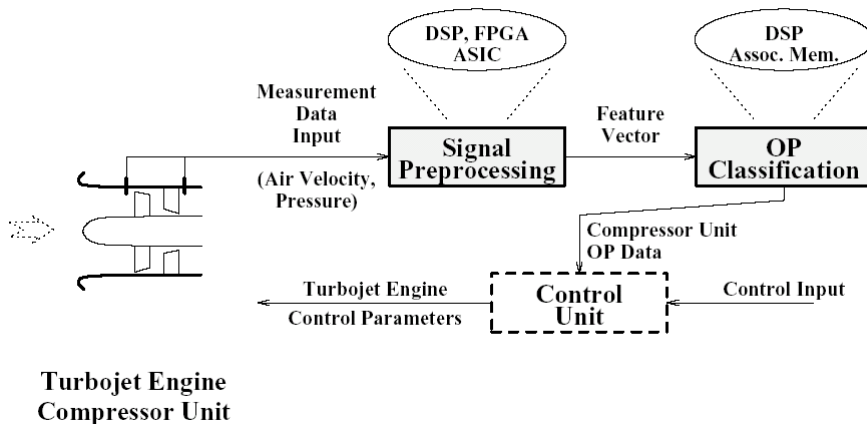 DSP, FPGA
ASIC
DSP
Assoc. Mem.
Measurement
Data
Input
(Air Velocity,
Pressure)
Signal
Preprocessing
Feature
Vector
OP
Classification
Compressor Unit
OP Data
Turbojet Engine
Control Parameters
Control
Unit
Control Input
Turbojet Engine
Compressor Unit